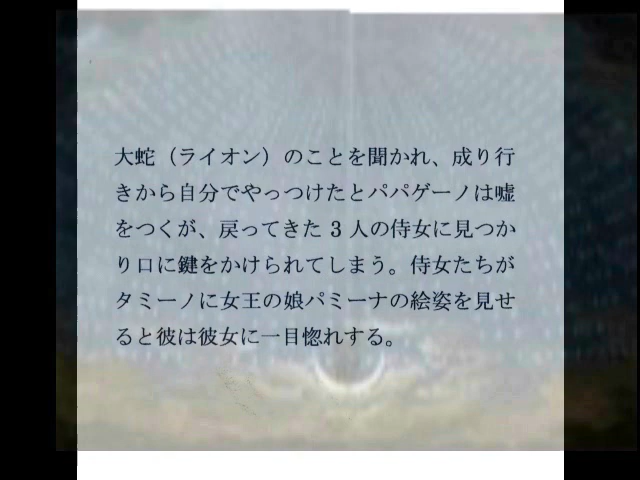 大蛇（ライオン）のことを聞かれ、成り行
きから自分でやっつけたとパパゲーノは嘘
をつくが、戻ってきた 3 人の侍女に見つか
り口に鍵をかけられてしまう。侍女たちが
タミーノに女王の娘パミーナの絵姿を見せ
ると彼は彼女に一目惚れする。